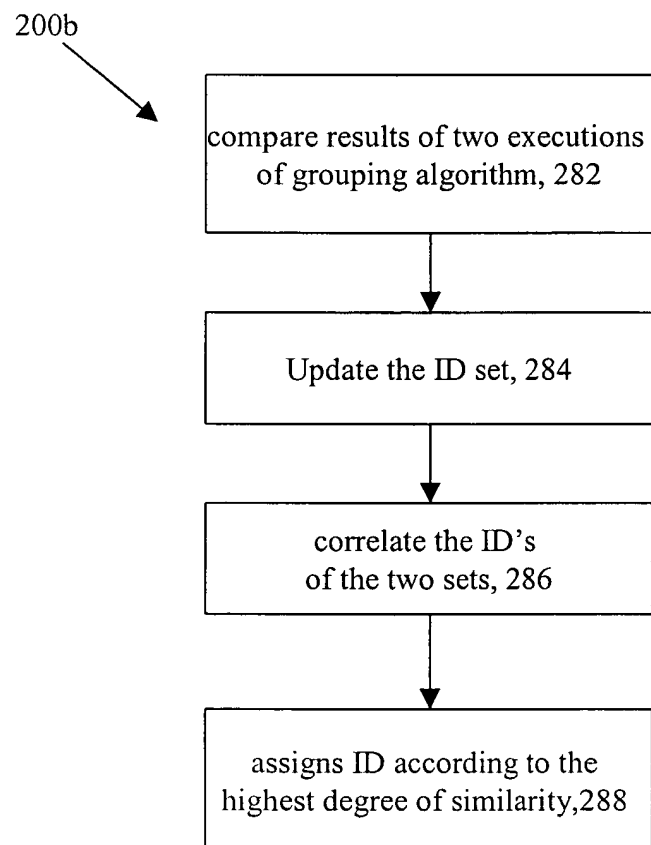 200b
compare results of two executions
of grouping algorithm, 282
Update the ID set, 284
correlate the ID's
of the two sets, 286
assigns ID according to the
highest degree of similarity,288